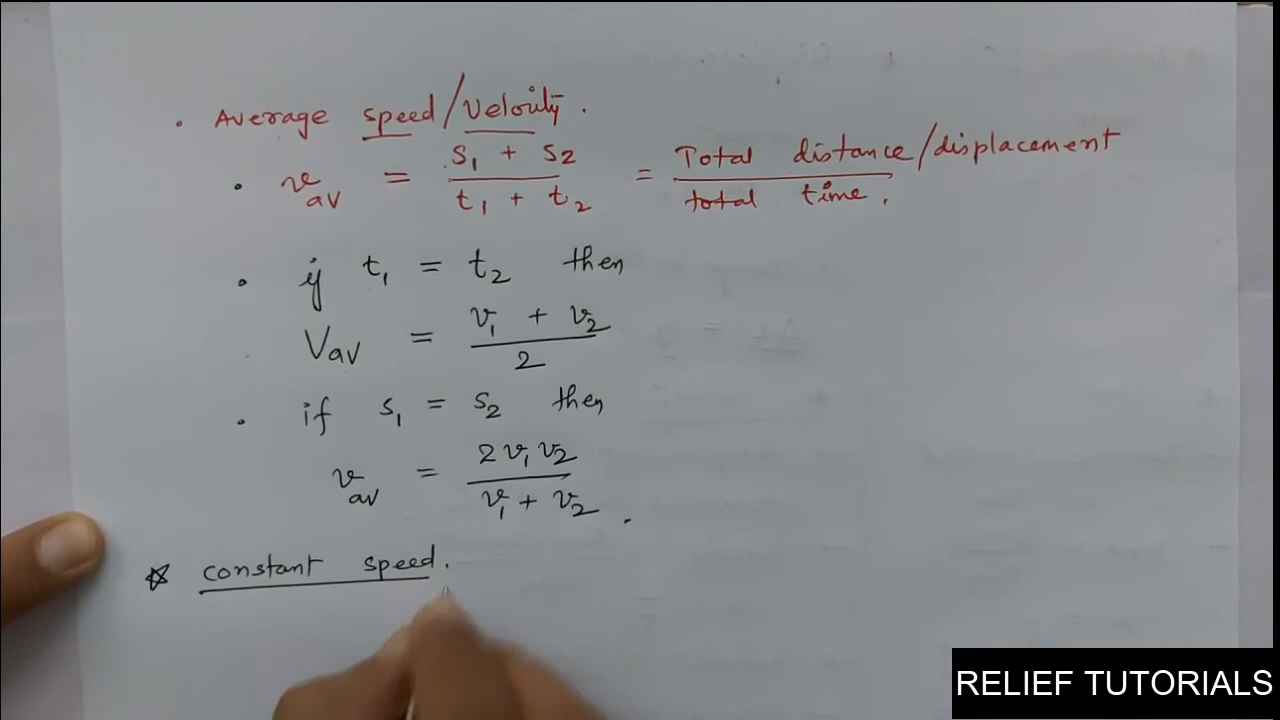 . Average speed/Velocity.
. v_av = (s₁ + s₂)/(t₁ + t₂) = Total distance/displacement / total time.
. if t₁ = t₂ then
V_av = (v₁ + v₂)/2
. if s₁ = s₂ then
v_av = 2v₁v₂/(v₁ + v₂).
☆ constant speed.
RELIEF TUTORIALS